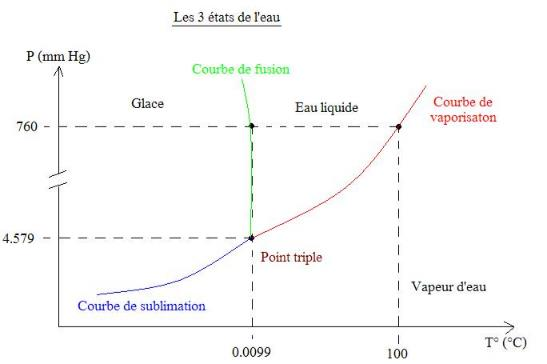 Les 3 états de l'eau
P (mm Hg)
Courbe de fusion
Glace
Eau liquide
Courbe de
vaporisaton
760
4.579
Point triple
Vapeur d'eau
Courbe de sublimation
T° (°C)
0.0099
100